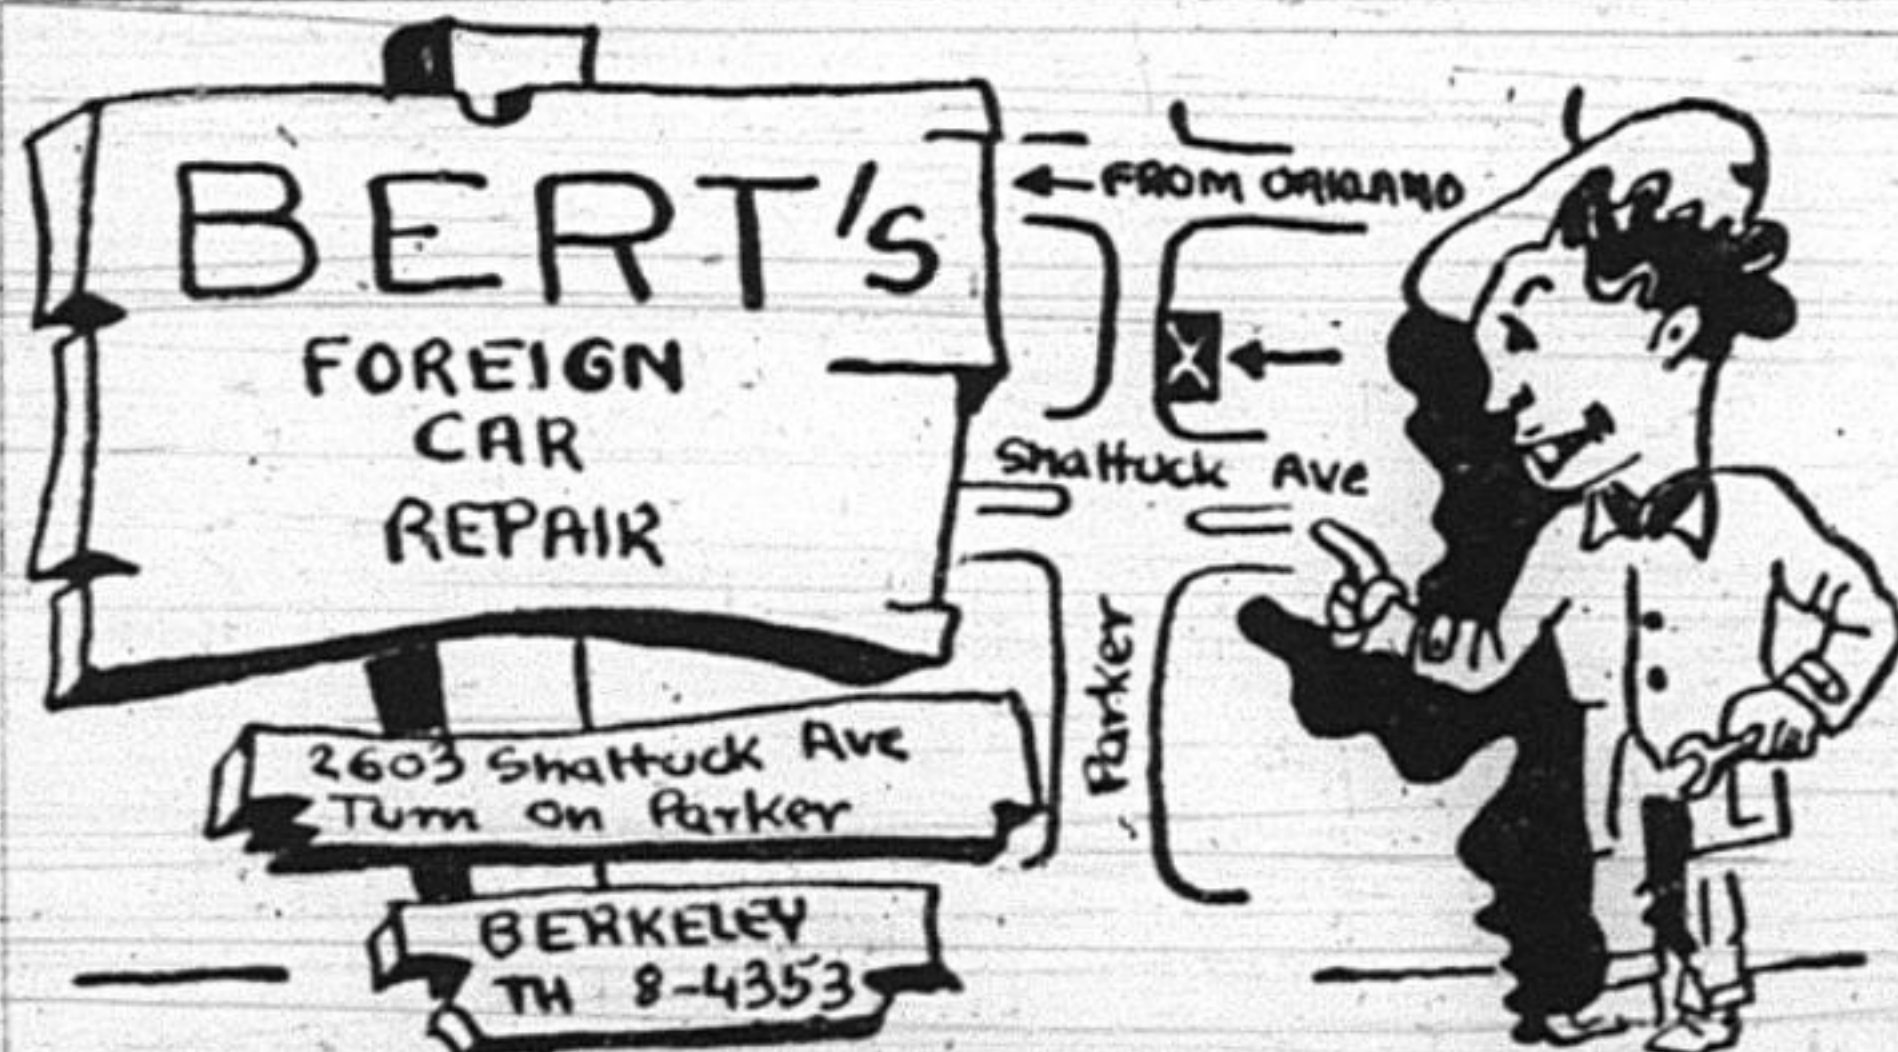 BERT'S
FOREIGN
CAR
REPAIR
2603 Shattuck Ave
Turn on Parker
BERKELEY
TH 8-4353
FROM OAKLAND
X
Shattuck Ave
Parker